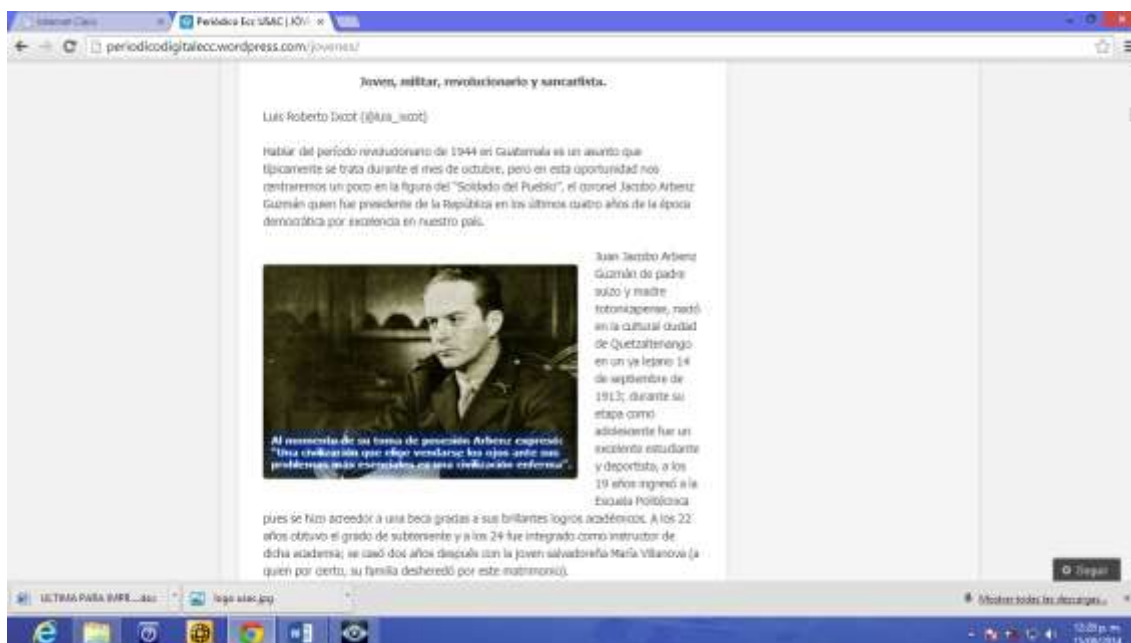 Periódico Ecc USAC | JÓV
periodicodigitalecc.wordpress.com/jovenes/
Joven, militar, revolucionario y sancarlista.
Luis Roberto Ixcot (@luis_ixcot)
Hablar del período revolucionario de 1944 en Guatemala es un asunto que
típicamente se trata durante el mes de octubre, pero en esta oportunidad nos
centraremos un poco en la figura del "Soldado del Pueblo", el coronel Jacobo Arbenz
Guzmán quien fue presidente de la República en los últimos cuatro años de la época
democrática por excelencia en nuestro país.
Juan Jacobo Arbenz
Guzmán de padre
suizo y madre
totonicapense, nació
en la cultural ciudad
de Quetzaltenango
en un ya lejano 14
de septiembre de
1913; durante su
etapa como
adolescente fue un
excelente estudiante
y deportista, a los
19 años ingresó a la
Escuela Politécnica
pues se hizo acreedor a una beca gracias a sus brillantes logros académicos. A los 22
años obtuvo el grado de subteniente y a los 24 fue integrado como instructor de
dicha academia; se casó dos años después con la joven salvadoreña María Vilanova (a
quien por cierto, su familia desheredó por este matrimonio).
Al momento de su toma de posesión Arbenz expresó:
"Una civilización que elige vendarse los ojos ante sus
problemas más esenciales es una civilización enferma".
Seguir
ULTIMA PARA IMPR....doc
logo usac.jpg
Mostrar todas las descargas...